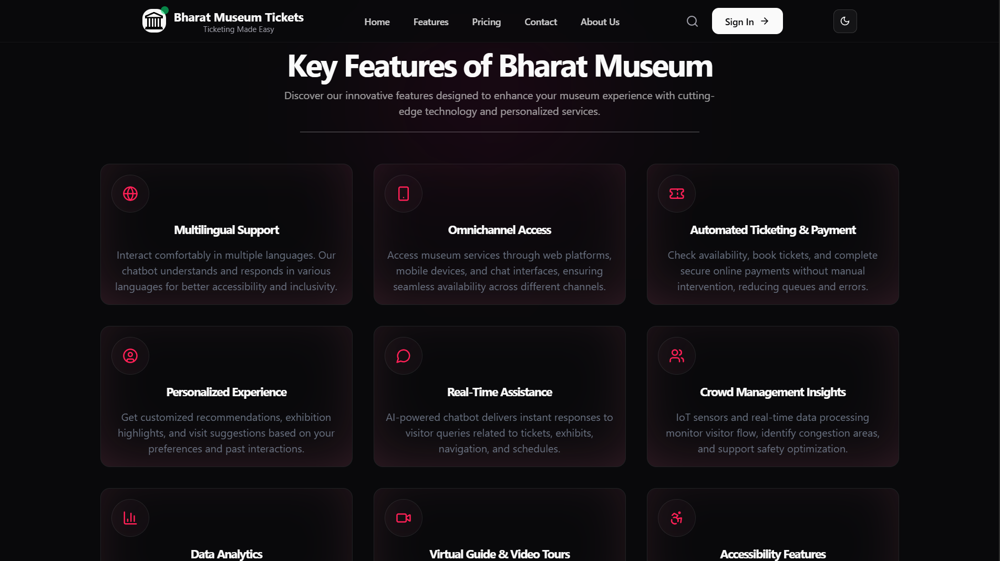 Bharat Museum Tickets
Ticketing Made Easy
Home
Features
Pricing
Contact
About Us
Sign In
Key Features of Bharat Museum
Discover our innovative features designed to enhance your museum experience with cutting-
edge technology and personalized services.
Multilingual Support
Interact comfortably in multiple languages. Our
chatbot understands and responds in various
languages for better accessibility and inclusivity.
Omnichannel Access
Access museum services through web platforms,
mobile devices, and chat interfaces, ensuring
seamless availability across different channels.
Automated Ticketing & Payment
Check availability, book tickets, and complete
secure online payments without manual
intervention, reducing queues and errors.
Personalized Experience
Get customized recommendations, exhibition
highlights, and visit suggestions based on your
preferences and past interactions.
Real-Time Assistance
AI-powered chatbot delivers instant responses to
visitor queries related to tickets, exhibits,
navigation, and schedules.
Crowd Management Insights
IoT sensors and real-time data processing
monitor visitor flow, identify congestion areas,
and support safety optimization.
Data Analytics
Virtual Guide & Video Tours
Accessibility Features